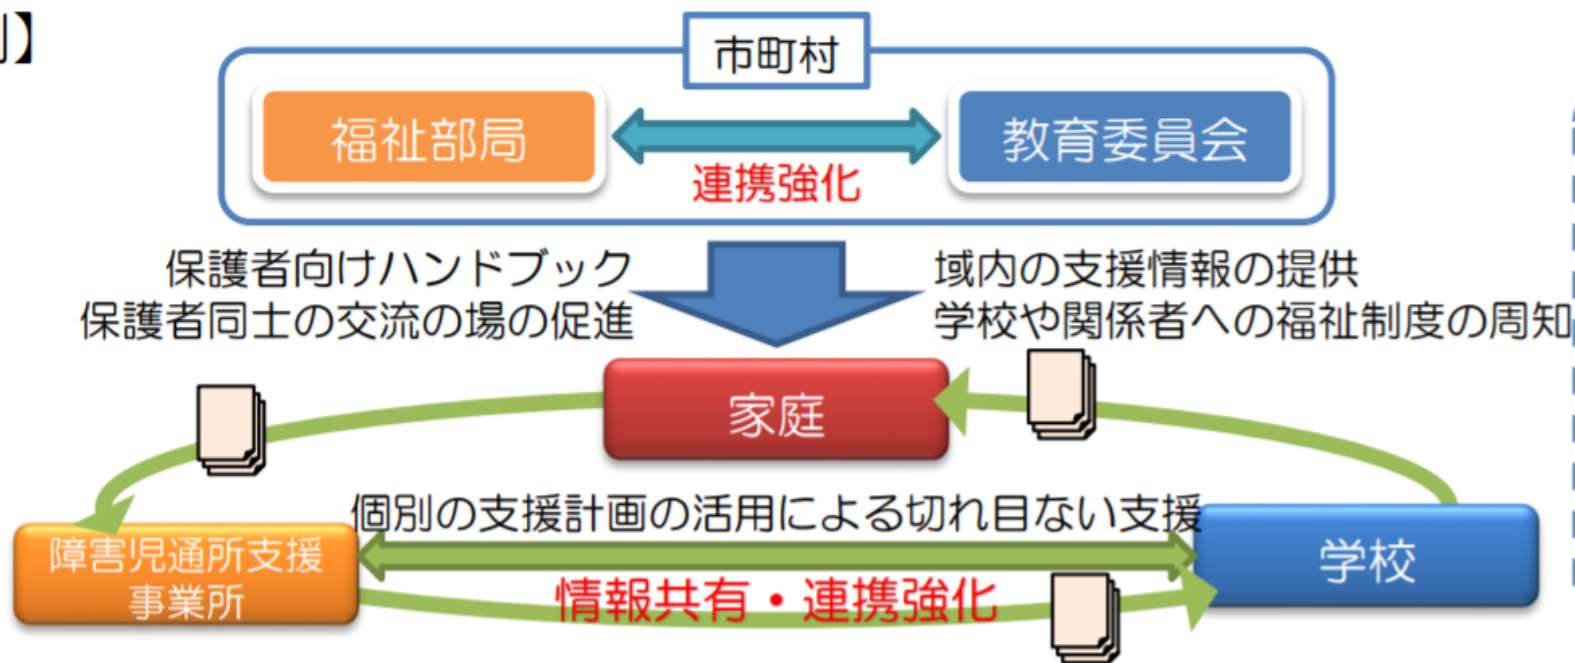 】
市町村
福祉部局
教育委員会
連携強化
保護者向けハンドブック
保護者同士の交流の場の促進
域内の支援情報の提供
学校や関係者への福祉制度の周知
家庭
個別の支援計画の活用による切れ目ない支援
障害児通所支援
事業所
学校
情報共有・連携強化